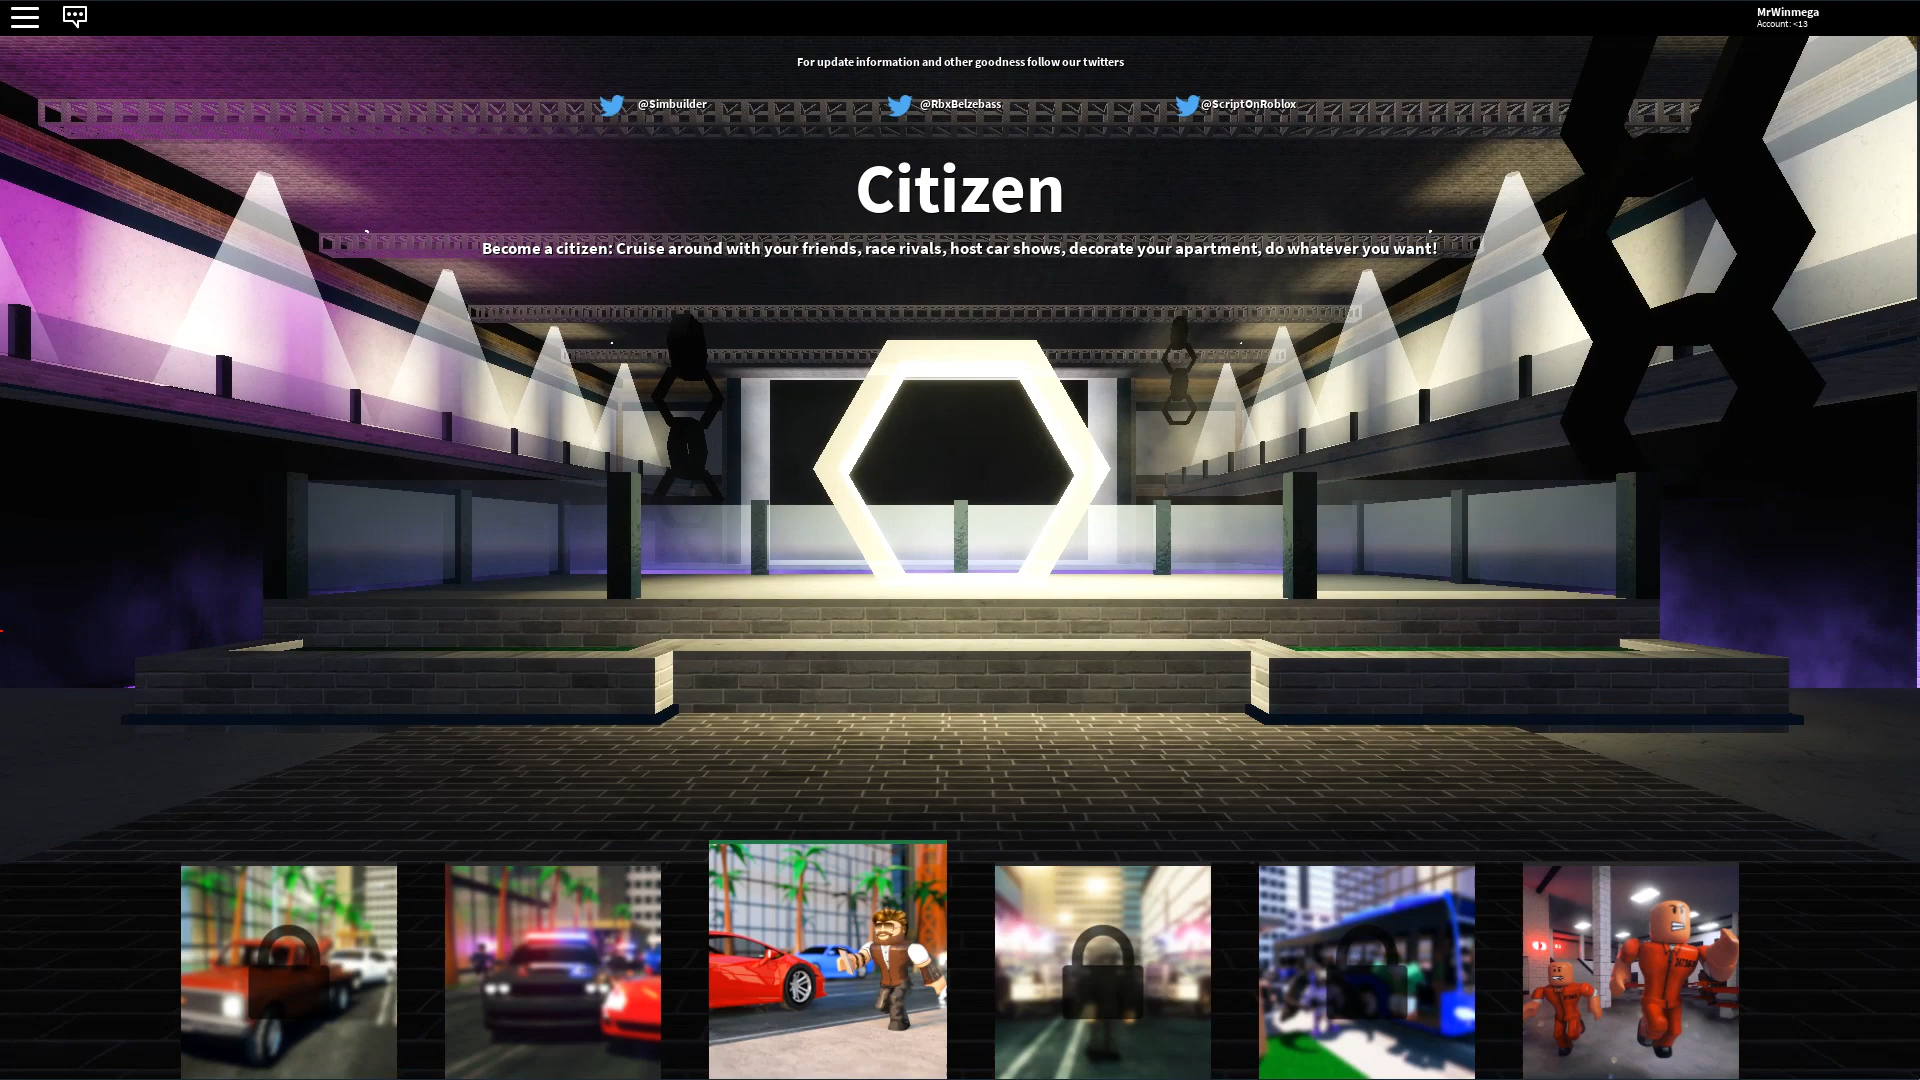 MrWinmega
Account: <13
For update information and other goodness follow our twitters
@Simbuilder
@RbxBelzebass
@ScriptOnRoblox
Citizen
Become a citizen: Cruise around with your friends, race rivals, host car shows, decorate your apartment, do whatever you want!